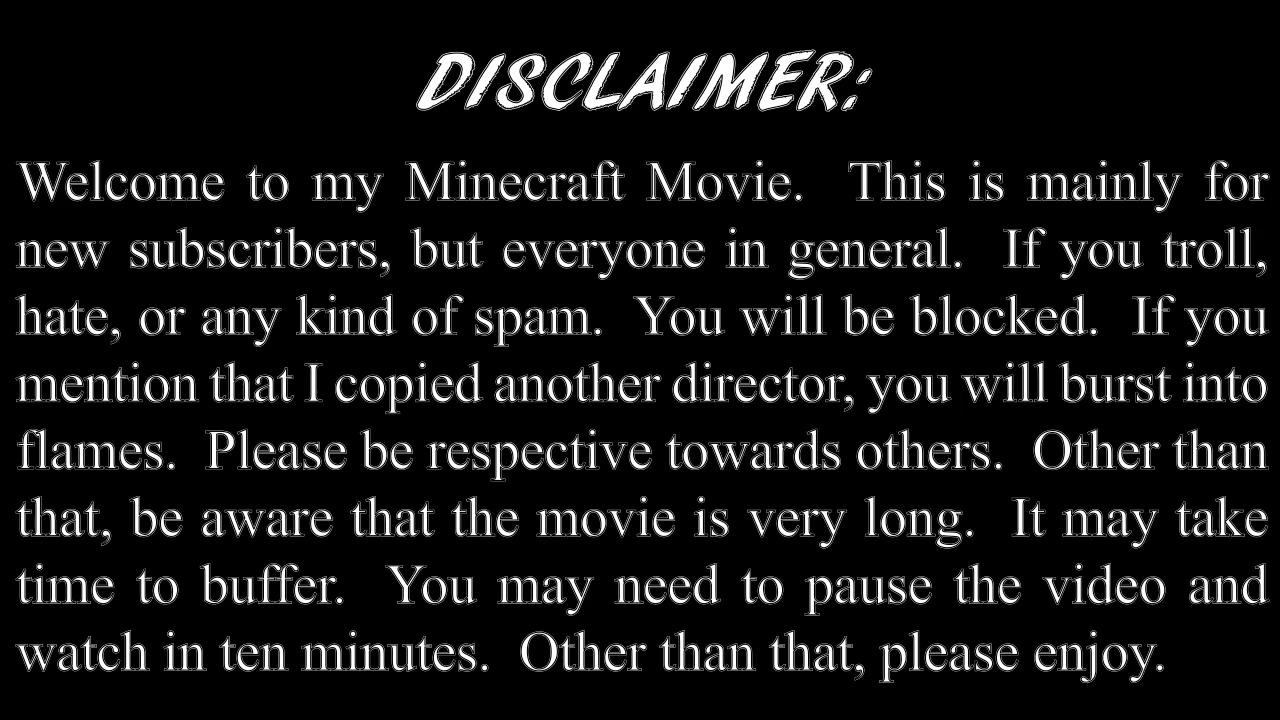 DISCLAIMER:
Welcome to my Minecraft Movie.  This is mainly for
new subscribers, but everyone in general.  If you troll,
hate, or any kind of spam.  You will be blocked.  If you
mention that I copied another director, you will burst into
flames.  Please be respective towards others.  Other than
that, be aware that the movie is very long.  It may take
time to buffer.  You may need to pause the video and
watch in ten minutes.  Other than that, please enjoy.